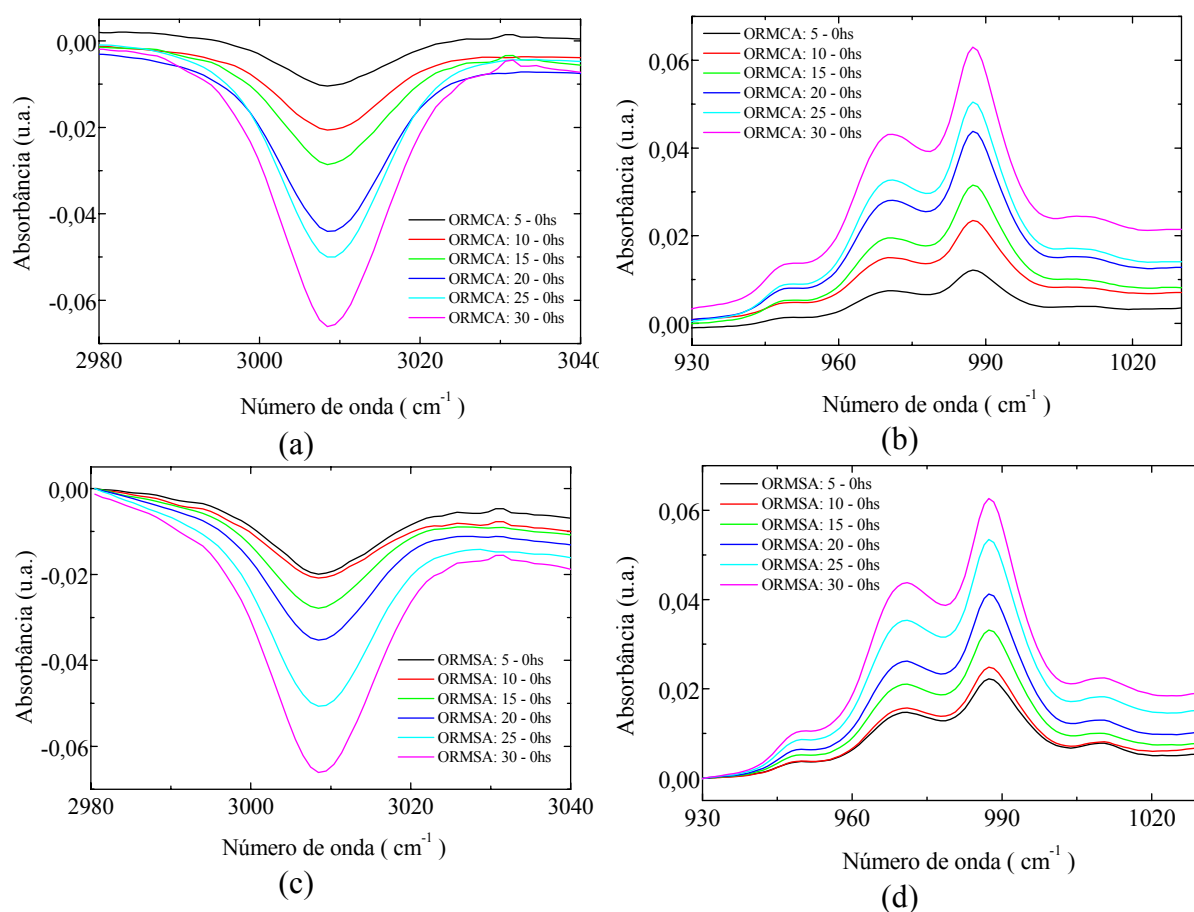 0,00
-0,02
-0,04
-0,06
Absorbância (u.a.)
ORMCA: 5 - 0hs
ORMCA: 10 - 0hs
ORMCA: 15 - 0hs
ORMCA: 20 - 0hs
ORMCA: 25 - 0hs
ORMCA: 30 - 0hs
2980 3000 3020 3040
Número de onda ( cm⁻¹ )
(a)
0,06
0,04
0,02
0,00
Absorbância (u.a.)
ORMCA: 5 - 0hs
ORMCA: 10 - 0hs
ORMCA: 15 - 0hs
ORMCA: 20 - 0hs
ORMCA: 25 - 0hs
ORMCA: 30 - 0hs
930 960 990 1020
Número de onda ( cm⁻¹ )
(b)
0,00
-0,02
-0,04
-0,06
Absorbância (u.a.)
ORMSA: 5 - 0hs
ORMSA: 10 - 0hs
ORMSA: 15 - 0hs
ORMSA: 20 - 0hs
ORMSA: 25 - 0hs
ORMSA: 30 - 0hs
2980 3000 3020 3040
Número de onda ( cm⁻¹ )
(c)
0,06
0,04
0,02
0,00
Absorbância (u.a.)
ORMSA: 5 - 0hs
ORMSA: 10 - 0hs
ORMSA: 15 - 0hs
ORMSA: 20 - 0hs
ORMSA: 25 - 0hs
ORMSA: 30 - 0hs
930 960 990 1020
Número de onda ( cm⁻¹ )
(d)